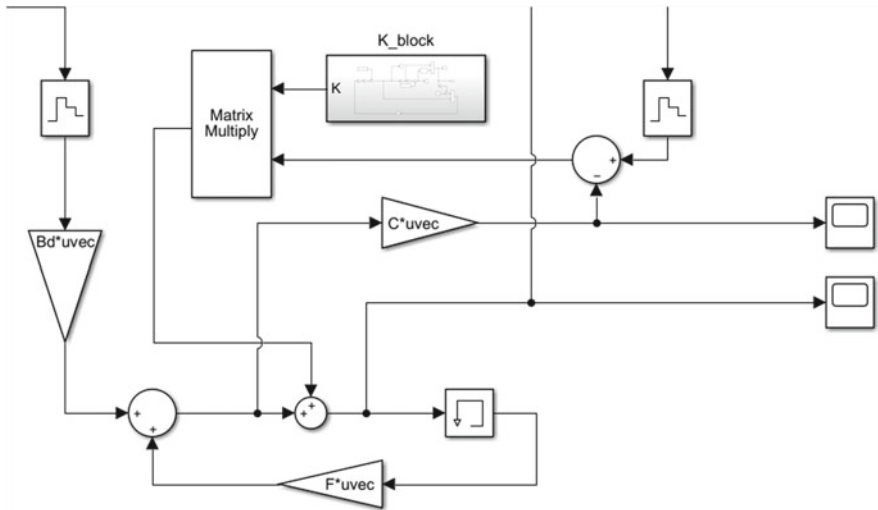 K_block
K
Matrix
Multiply
+
−
C*uvec
Bd*uvec
+
+
+
+
F*uvec